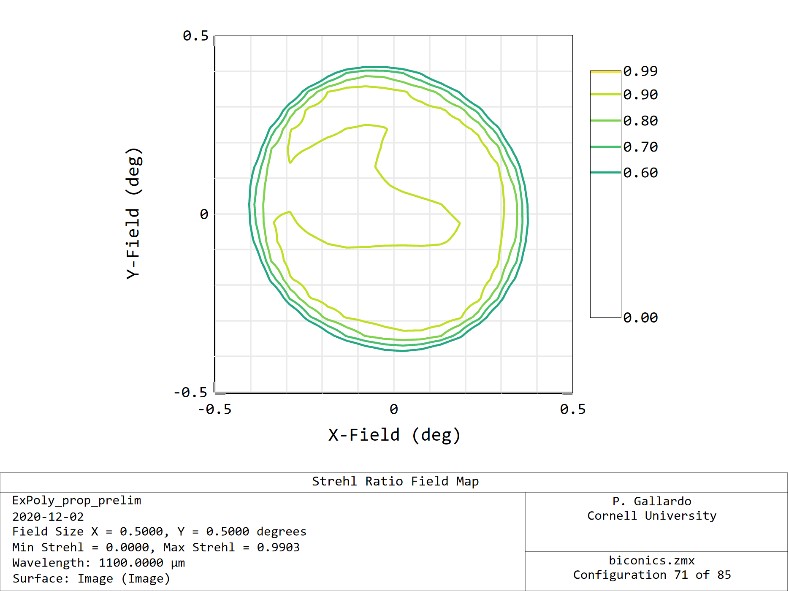 0.5
0
-0.5
Y-Field (deg)
-0.5
0
0.5
X-Field (deg)
0.99
0.90
0.80
0.70
0.60
0.00
Strehl Ratio Field Map
ExPoly_prop_prelim
2020-12-02
Field Size X = 0.5000, Y = 0.5000 degrees
Min Strehl = 0.0000, Max Strehl = 0.9903
Wavelength: 1100.0000 µm
Surface: Image (Image)
P. Gallardo
Cornell University
biconics.zmx
Configuration 71 of 85